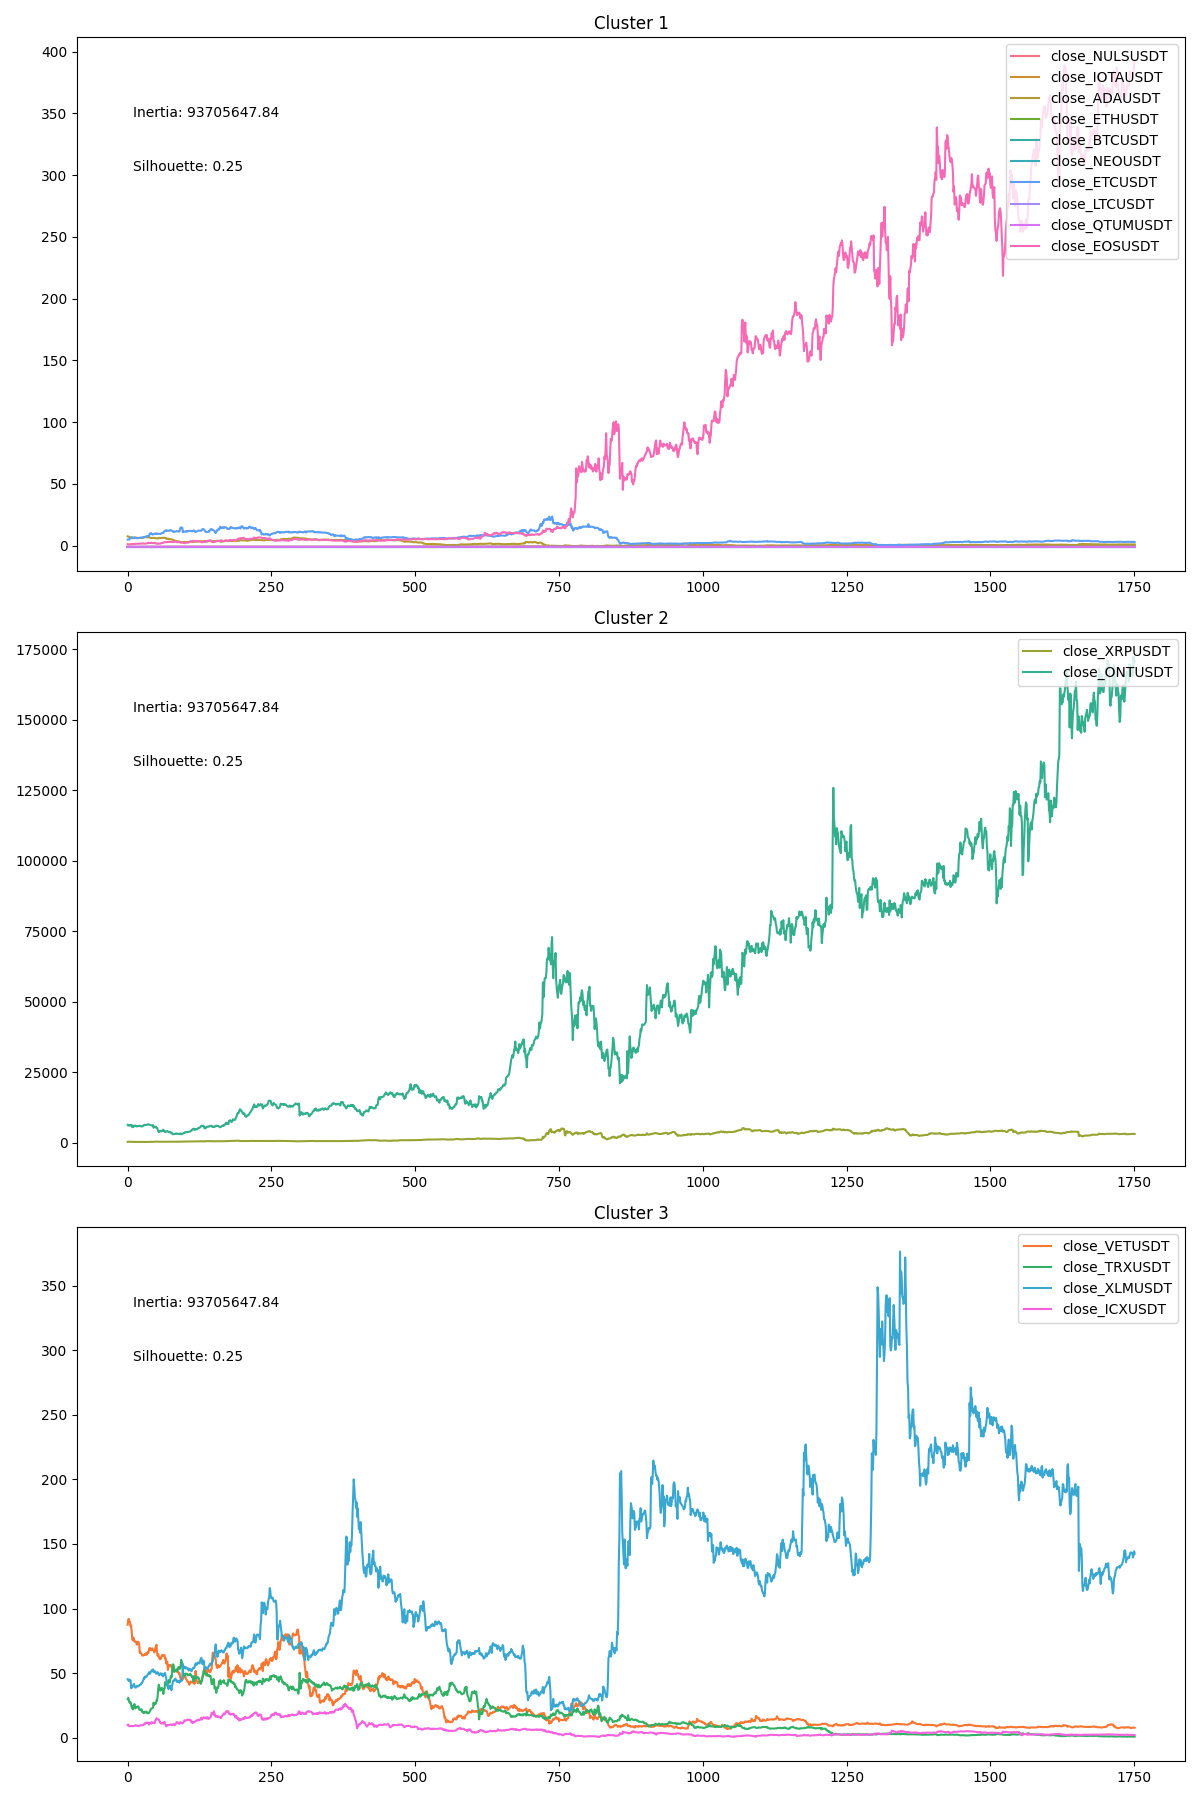 Cluster 1
400
350
300
250
200
150
100
50
0
Inertia: 93705647.84
Silhouette: 0.25
close_NULSUSDT
close_IOTAUSDT
close_ADAUSDT
close_ETHUSDT
close_BTCUSDT
close_NEOUSDT
close_ETCUSDT
close_LTCUSDT
close_QTUMUSDT
close_EOSUSDT
0 250 500 750 1000 1250 1500 1750
Cluster 2
175000
150000
125000
100000
75000
50000
25000
0
Inertia: 93705647.84
Silhouette: 0.25
close_XRPUSDT
close_ONTUSDT
0 250 500 750 1000 1250 1500 1750
Cluster 3
350
300
250
200
150
100
50
0
Inertia: 93705647.84
Silhouette: 0.25
close_VETUSDT
close_TRXUSDT
close_XLMUSDT
close_ICXUSDT
0 250 500 750 1000 1250 1500 1750